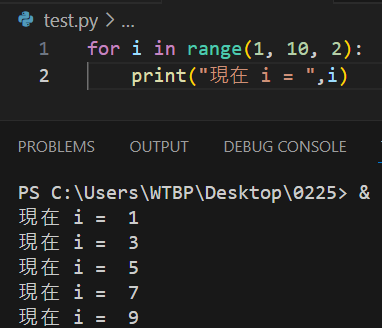 test.py > ...
1 for i in range(1, 10, 2):
2     print("現在 i = ",i)
PROBLEMS OUTPUT DEBUG CONSOLE
PS C:\Users\WTBP\Desktop\0225> &
現在 i =  1
現在 i =  3
現在 i =  5
現在 i =  7
現在 i =  9